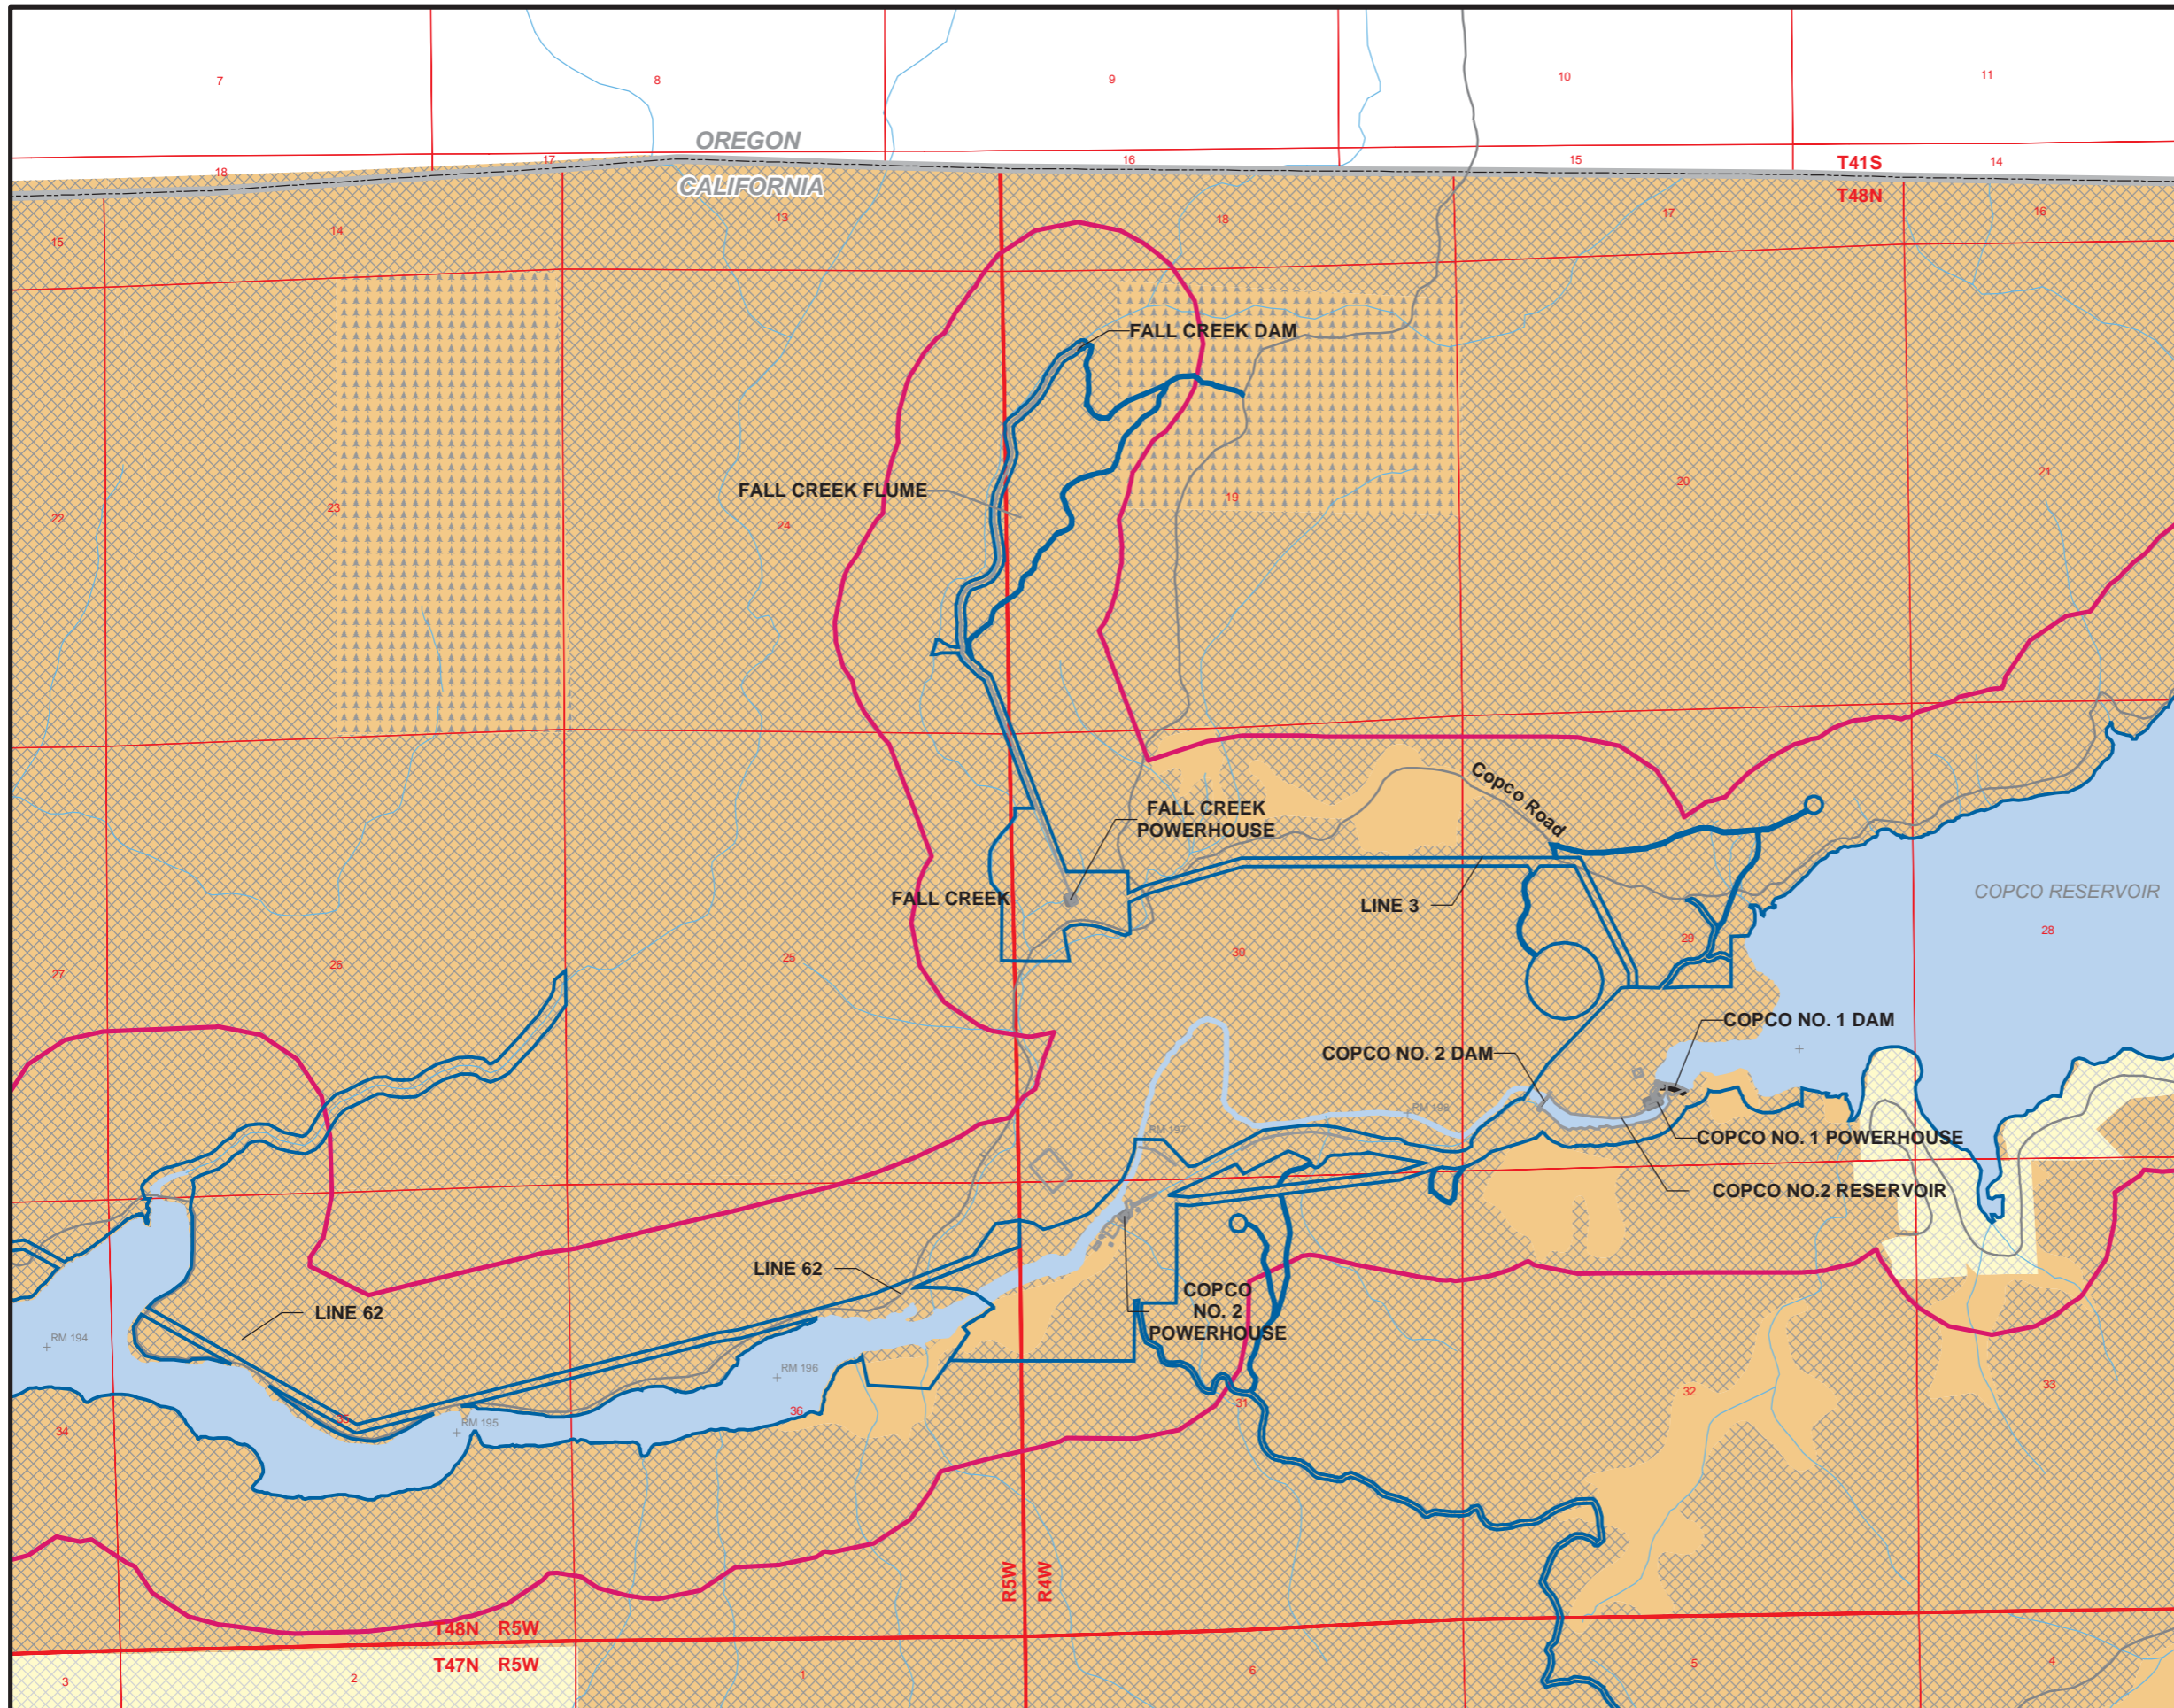 7
8
9
10
11
OREGON
18
17
16
15
T41S
14
CALIFORNIA
T48N
15
14
13
18
17
16
FALL CREEK DAM
FALL CREEK FLUME
22
23
24
19
20
21
Copco Road
FALL CREEK
POWERHOUSE
FALL CREEK
LINE 3
COPCO RESERVOIR
27
26
25
30
29
28
COPCO NO. 1 DAM
COPCO NO. 2 DAM
RM 198
RM 197
COPCO NO. 1 POWERHOUSE
COPCO NO.2 RESERVOIR
LINE 62
LINE 62
COPCO
NO. 2
POWERHOUSE
RM 194
RM 196
RM 195
34
35
36
31
32
33
R5W
R4W
T48N R5W
T47N R5W
3
2
1
6
5
4